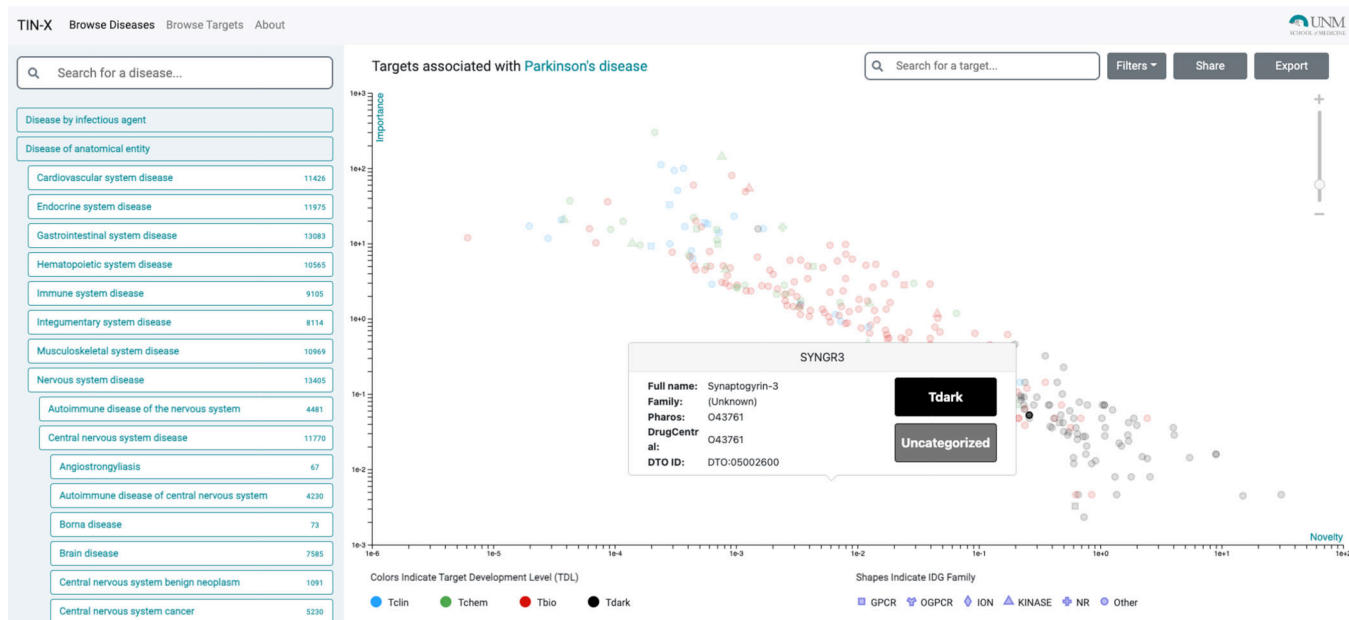 TIN-X Browse Diseases Browse Targets About
UNM
SCHOOL of MEDICINE
Search for a disease...
Disease by infectious agent
Disease of anatomical entity
Cardiovascular system disease 11426
Endocrine system disease 11975
Gastrointestinal system disease 13083
Hematopoietic system disease 10565
Immune system disease 9105
Integumentary system disease 8114
Musculoskeletal system disease 10969
Nervous system disease 13405
Autoimmune disease of the nervous system 4481
Central nervous system disease 11770
Angiostrongyliasis 67
Autoimmune disease of central nervous system 4230
Borna disease 73
Brain disease 7585
Central nervous system benign neoplasm 1091
Central nervous system cancer 5230
Targets associated with Parkinson's disease
Search for a target...
Filters
Share
Export
Importance
1e+3
1e+2
1e+1
1e+0
1e-1
1e-2
1e-3
SYNGR3
Full name: Synaptogyrin-3
Family: (Unknown)
Pharos: O43761
DrugCentr
al: O43761
DTO ID: DTO:05002600
Tdark
Uncategorized
Novelty
1e-6 1e-5 1e-4 1e-3 1e-2 1e-1 1e+0 1e+1 1e+2
Colors Indicate Target Development Level (TDL)
Tclin Tchem Tbio Tdark
Shapes Indicate IDG Family
GPCR OGPCR ION KINASE NR Other